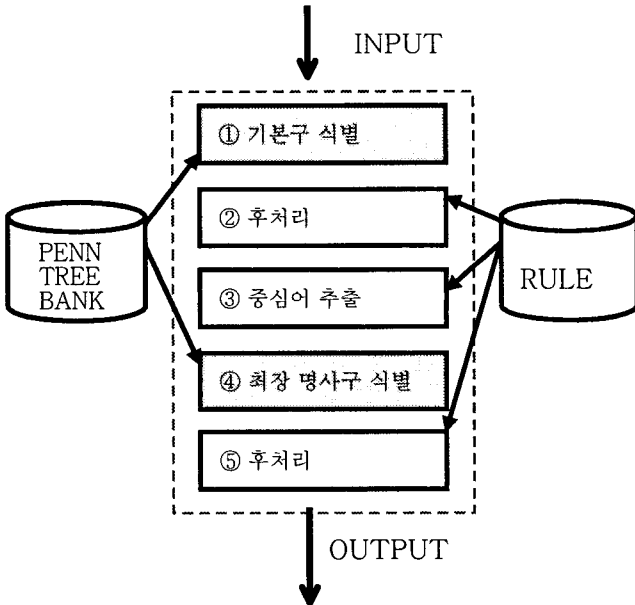 INPUT
① 기본구 식별
② 후처리
③ 중심어 추출
④ 최장 명사구 식별
⑤ 후처리
PENN
TREE
BANK
RULE
OUTPUT